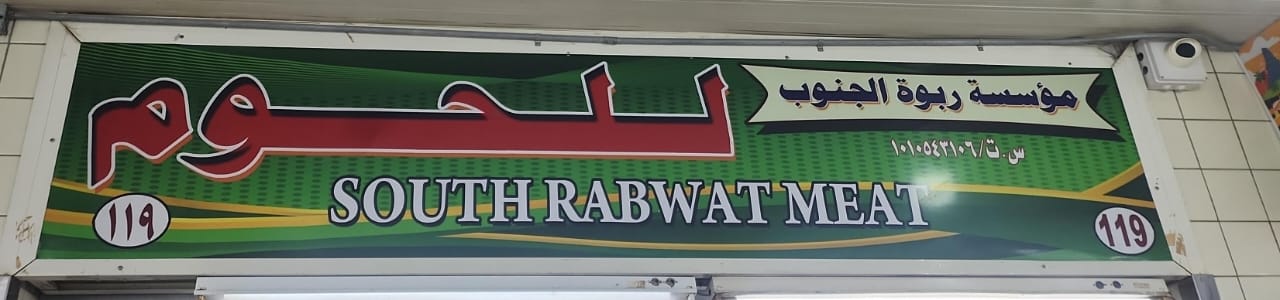 مؤسسة ربوة الجنوب
للحوم
س.ت/١٠١٠٥٤٣١٠٦
SOUTH RABWAT MEAT
١١٩
119